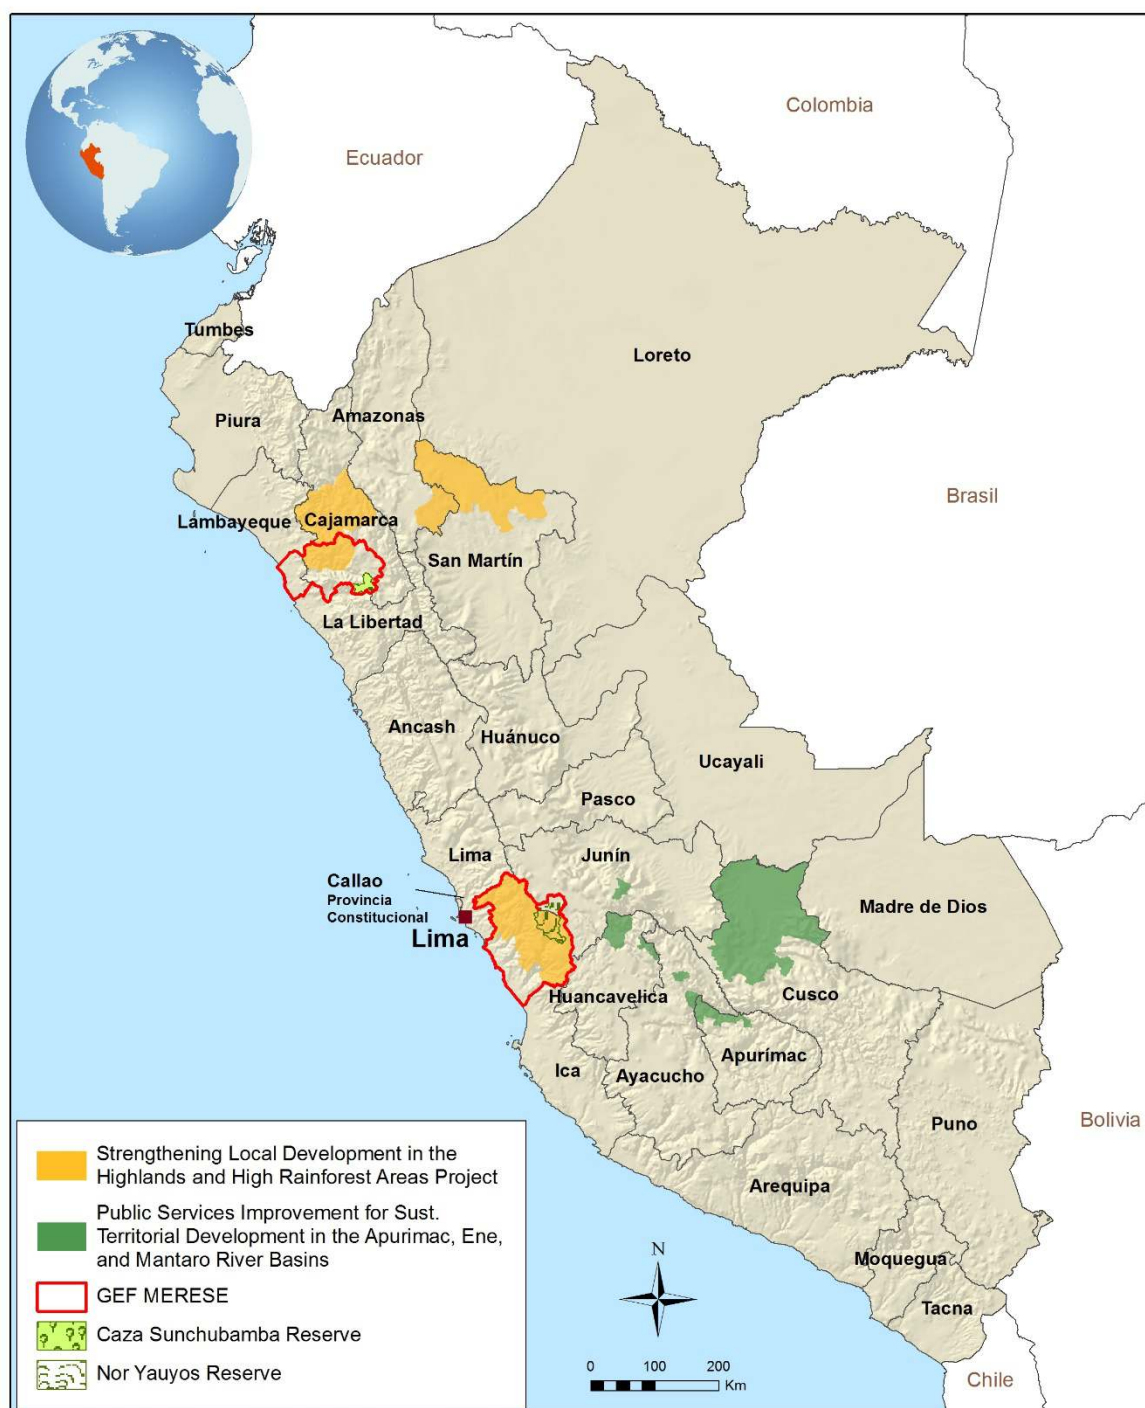 Colombia
Ecuador
Tumbes
Loreto
Amazonas
Piura
Brasil
Lambayeque
Cajamarca
San Martín
La Libertad
Ancash
Huánuco
Ucayali
Pasco
Lima
Junín
Callao
Provincia
Constitucional
Madre de Dios
Lima
Huancavelica
Cusco
Apurímac
Ica
Ayacucho
Puno
Bolivia
Arequipa
Moquegua
Tacna
Chile
Strengthening Local Development in the
Highlands and High Rainforest Areas Project
Public Services Improvement for Sust.
Territorial Development in the Apurimac, Ene,
and Mantaro River Basins
GEF MERESE
Caza Sunchubamba Reserve
Nor Yauyos Reserve
N
0 100 200
Km